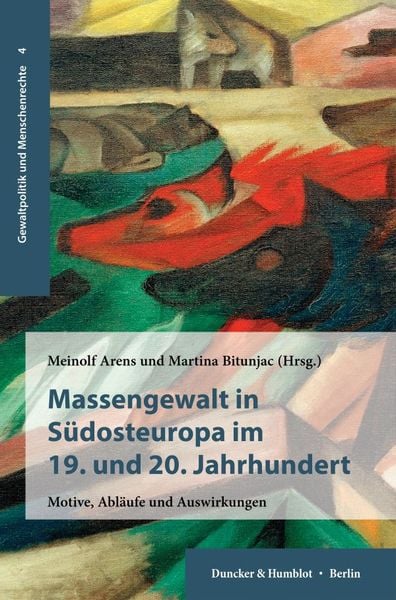 Gewaltpolitik und Menschenrechte 4
Meinolf Arens und Martina Bitunjac (Hrsg.)
Massengewalt in
Südosteuropa im
19. und 20. Jahrhundert
Motive, Abläufe und Auswirkungen
Duncker & Humblot • Berlin